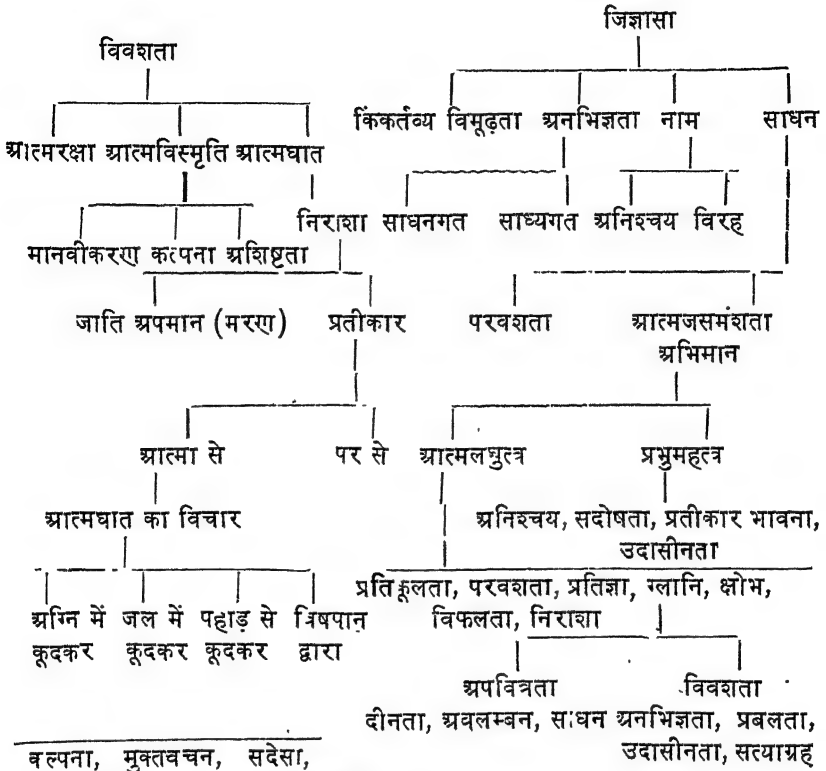 जिज्ञासा
विवशता
किंकर्तव्य विमूढ़ता अनभिज्ञता नाम साधन
आत्मरक्षा आत्मविस्मृति आत्मघात
निराशा साधनगत साध्यगत अनिश्चय विरह
मानवीकरण कल्पना अशिष्टता
जाति अपमान (मरण) प्रतीकार परवशता आत्मजसमंशता
अभिमान
आत्मा से पर से आत्मलघुत्व प्रभुमहत्व
आत्मघात का विचार अनिश्चय, सदोषता, प्रतीकार भावना,
उदासीनता
प्रतिकूलता, परवशता, प्रतिज्ञा, ग्लानि, क्षोभ,
अग्नि में जल में पहाड़ से विषपान विफलता, निराशा
कूदकर कूदकर कूदकर द्वारा
अपवित्रता विवशता
दीनता, अवलम्बन, साधन अनभिज्ञता, प्रबलता,
कल्पना, मुक्तवचन, सदेसा, उदासीनता, सत्याग्रह